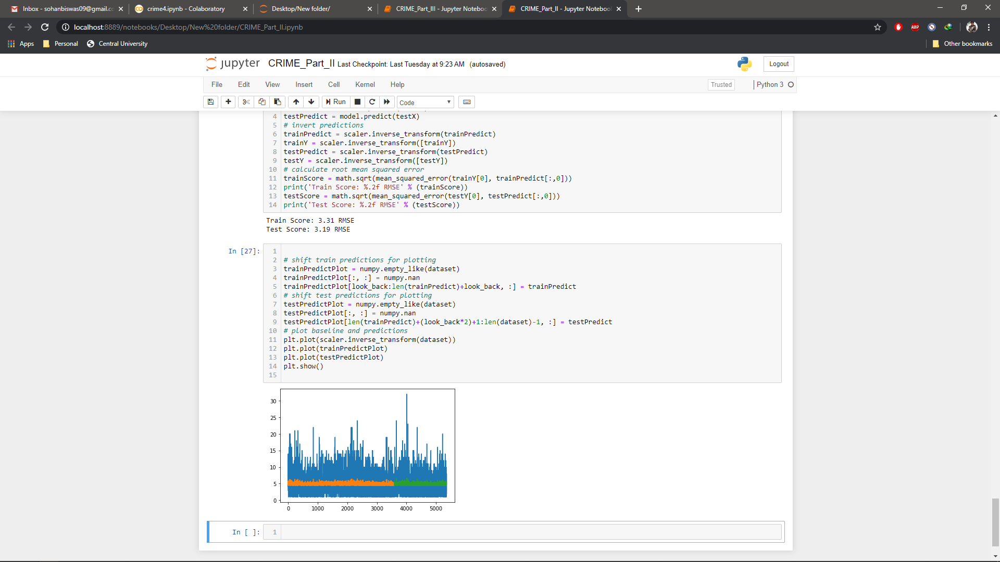 Inbox - sohanbiswas09@gmail.co
crime4.ipynb - Colaboratory
Desktop/New folder/
CRIME_Part_III - Jupyter Noteboo
CRIME_Part_II - Jupyter Notebool
localhost:8889/notebooks/Desktop/New%20folder/CRIME_Part_II.ipynb
ABP
Apps
Personal
Central University
Other bookmarks
jupyter CRIME_Part_II Last Checkpoint: Last Tuesday at 9:23 AM (autosaved)
Logout
File Edit View Insert Cell Kernel Help
Trusted
Python 3
Run
Code
4 testPredict = model.predict(testX)
5 # invert predictions
6 trainPredict = scaler.inverse_transform(trainPredict)
7 trainY = scaler.inverse_transform([trainY])
8 testPredict = scaler.inverse_transform(testPredict)
9 testY = scaler.inverse_transform([testY])
10 # calculate root mean squared error
11 trainScore = math.sqrt(mean_squared_error(trainY[0], trainPredict[:,0]))
12 print('Train Score: %.2f RMSE' % (trainScore))
13 testScore = math.sqrt(mean_squared_error(testY[0], testPredict[:,0]))
14 print('Test Score: %.2f RMSE' % (testScore))
Train Score: 3.31 RMSE
Test Score: 3.19 RMSE
In [27]:
1
2 # shift train predictions for plotting
3 trainPredictPlot = numpy.empty_like(dataset)
4 trainPredictPlot[:, :] = numpy.nan
5 trainPredictPlot[look_back:len(trainPredict)+look_back, :] = trainPredict
6 # shift test predictions for plotting
7 testPredictPlot = numpy.empty_like(dataset)
8 testPredictPlot[:, :] = numpy.nan
9 testPredictPlot[len(trainPredict)+(look_back*2)+1:len(dataset)-1, :] = testPredict
10 # plot baseline and predictions
11 plt.plot(scaler.inverse_transform(dataset))
12 plt.plot(trainPredictPlot)
13 plt.plot(testPredictPlot)
14 plt.show()
15
30
25
20
15
10
5
0
0 1000 2000 3000 4000 5000
In [ ]:
1